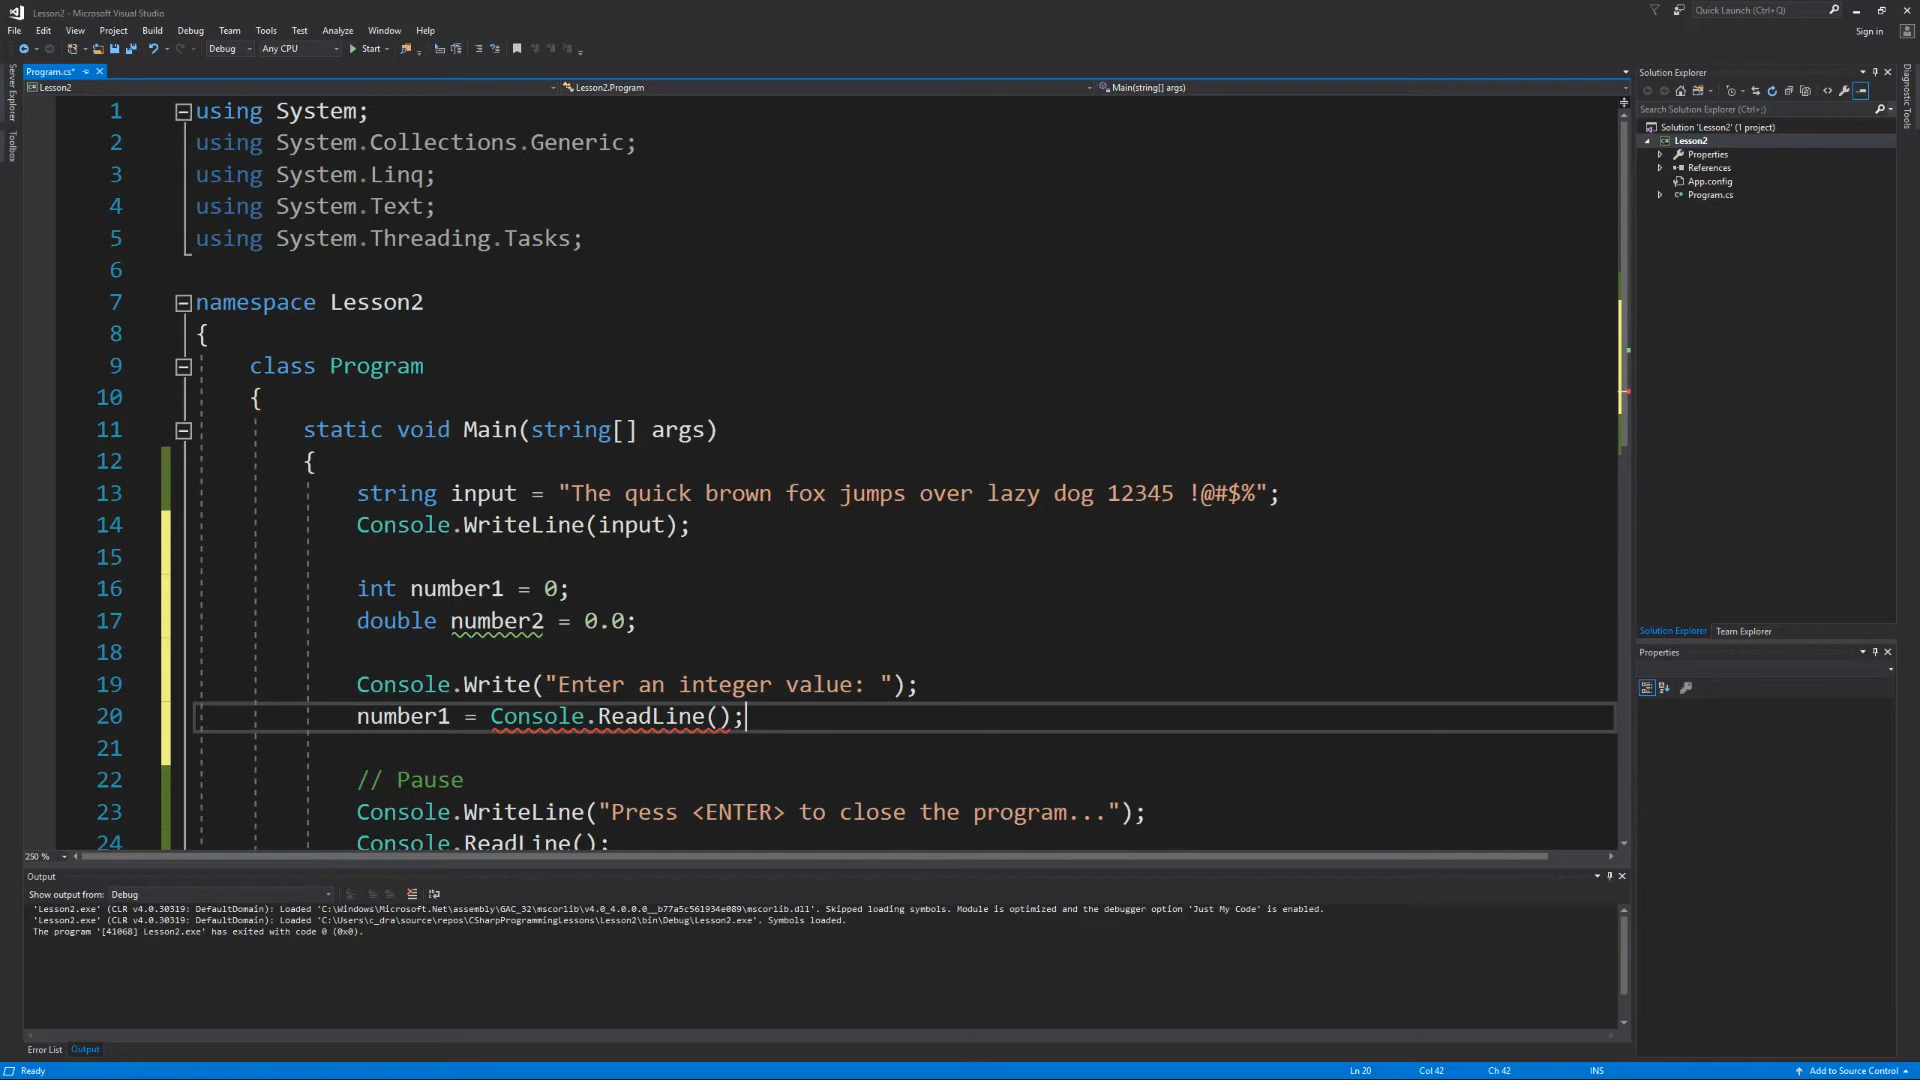 Lesson2 - Microsoft Visual Studio
Quick Launch (Ctrl+Q)
File Edit View Project Build Debug Team Tools Test Analyze Window Help
Sign in
Debug Any CPU Start
Server Explorer
Toolbox
Program.cs*
Lesson2 Lesson2.Program Main(string[] args)
1 using System;
2 using System.Collections.Generic;
3 using System.Linq;
4 using System.Text;
5 using System.Threading.Tasks;
6
7 namespace Lesson2
8 {
9 class Program
10 {
11 static void Main(string[] args)
12 {
13 string input = "The quick brown fox jumps over lazy dog 12345 !@#$%";
14 Console.WriteLine(input);
15
16 int number1 = 0;
17 double number2 = 0.0;
18
19 Console.Write("Enter an integer value: ");
20 number1 = Console.ReadLine();
21
22 // Pause
23 Console.WriteLine("Press <ENTER> to close the program...");
24 Console.ReadLine();
250 %
Output
Show output from: Debug
'Lesson2.exe' (CLR v4.0.30319: DefaultDomain): Loaded 'C:\Windows\Microsoft.Net\assembly\GAC_32\mscorlib\v4.0_4.0.0.0__b77a5c561934e089\mscorlib.dll'. Skipped loading symbols. Module is optimized and the debugger option 'Just My Code' is enabled.
'Lesson2.exe' (CLR v4.0.30319: DefaultDomain): Loaded 'C:\Users\c_dra\source\repos\CSharpProgrammingLessons\Lesson2\bin\Debug\Lesson2.exe'. Symbols loaded.
The program '[41068] Lesson2.exe' has exited with code 0 (0x0).
Error List Output
Solution Explorer
Search Solution Explorer (Ctrl+;)
Solution 'Lesson2' (1 project)
Lesson2
Properties
References
App.config
Program.cs
Solution Explorer Team Explorer
Properties
Diagnostic Tools
Ready Ln 20 Col 42 Ch 42 INS Add to Source Control